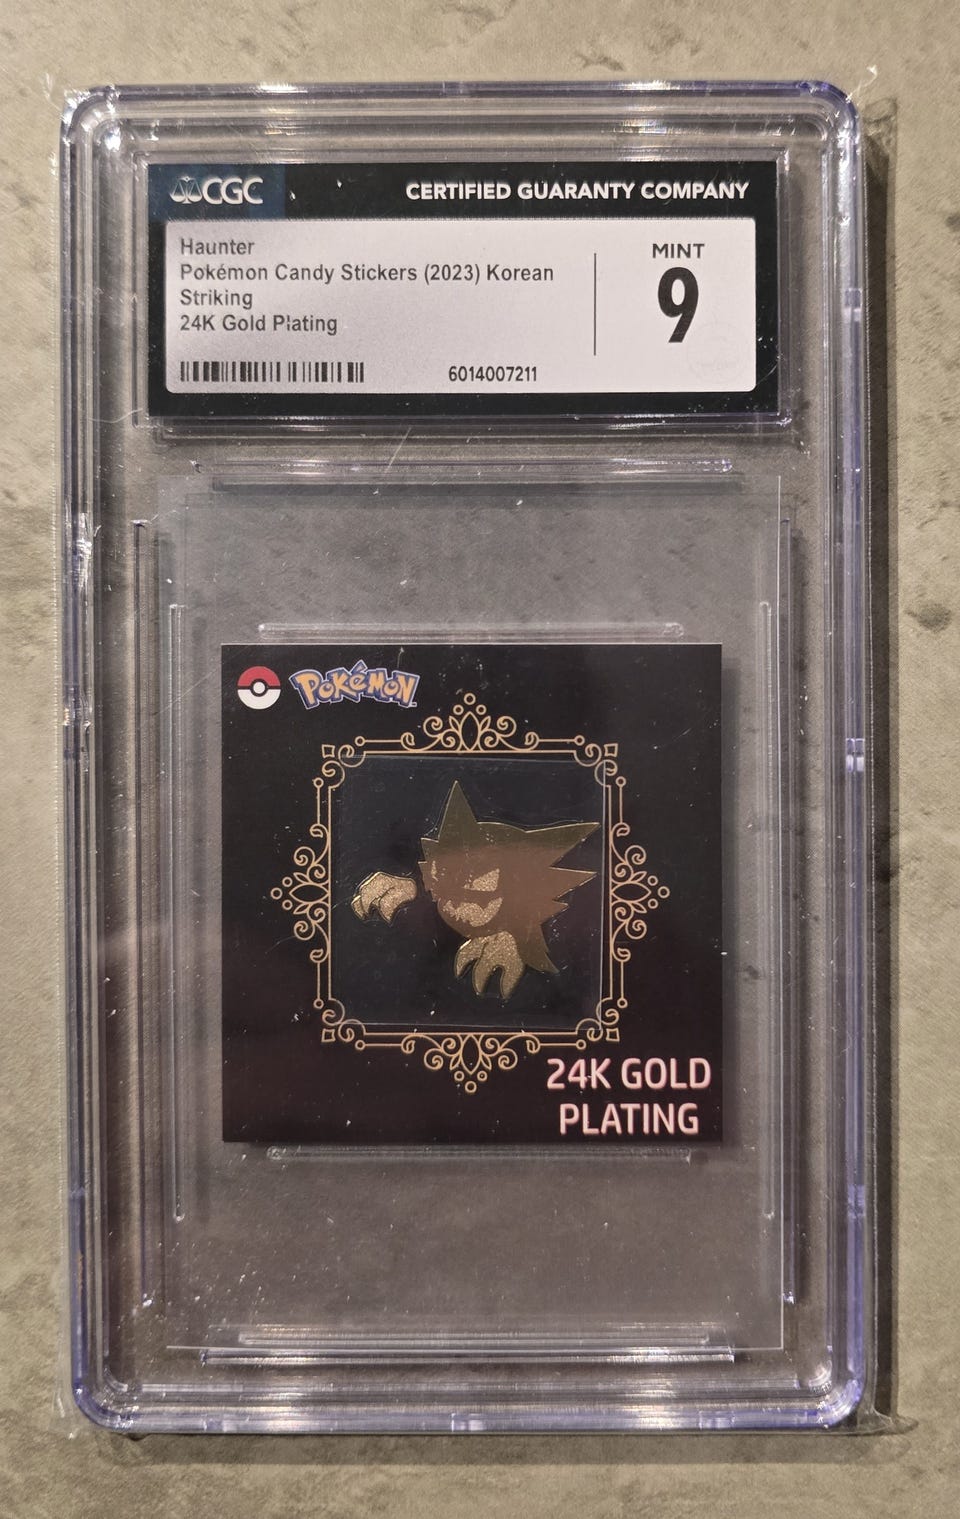 CGC
CERTIFIED GUARANTY COMPANY
Haunter
Pokémon Candy Stickers (2023) Korean
Striking
24K Gold Plating
MINT
9
6014007211
POKéMON
24K GOLD
PLATING